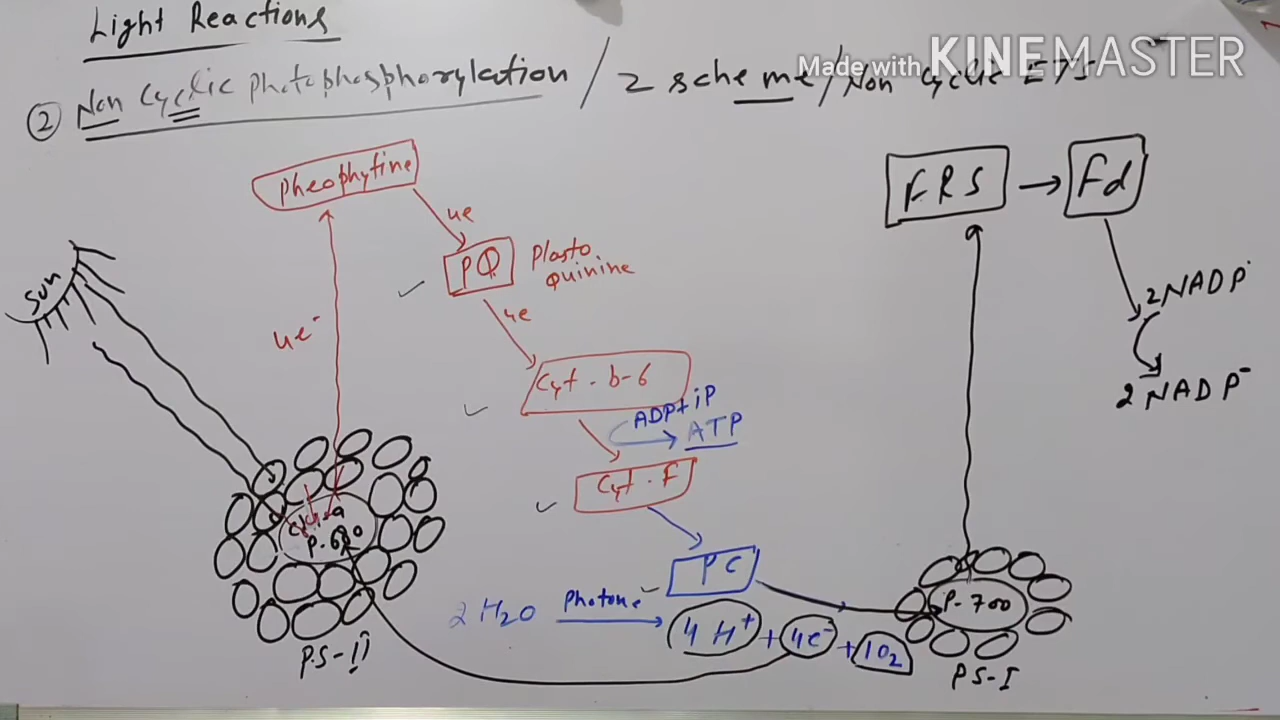 Light Reactions
Made with KINEMASTER
② Non Cyclic photophosphorylation / 2 scheme / Non Cyclic ETS
Pheophytine
FRS → Fd
4e
PQ Plasto
quinine
Sun
4e⁻
4e
2NADP
2NADP⁻
Cyt-b-6
ADP+iP
ATP
Cyt-F
chl-a
P-680
PC
P-700
2H2O Photons 4H⁺ + 4e⁻ + 1O2
P.S-II
PS-I